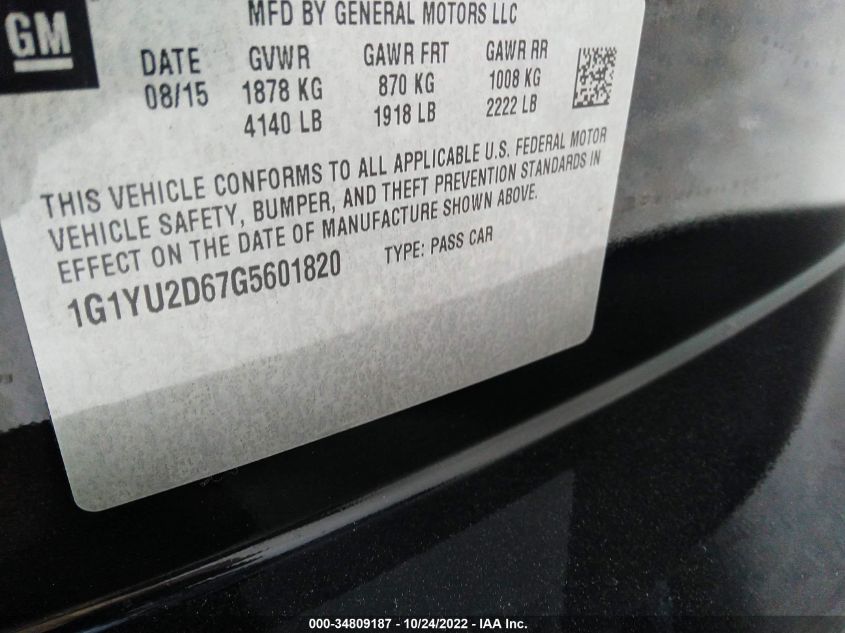 GM
MFD BY GENERAL MOTORS LLC
DATE GVWR GAWR FRT GAWR RR
08/15 1878 KG 870 KG 1008 KG
4140 LB 1918 LB 2222 LB
THIS VEHICLE CONFORMS TO ALL APPLICABLE U.S. FEDERAL MOTOR
VEHICLE SAFETY, BUMPER, AND THEFT PREVENTION STANDARDS IN
EFFECT ON THE DATE OF MANUFACTURE SHOWN ABOVE.
1G1YU2D67G5601820 TYPE: PASS CAR
000-34809187 - 10/24/2022 - IAA Inc.